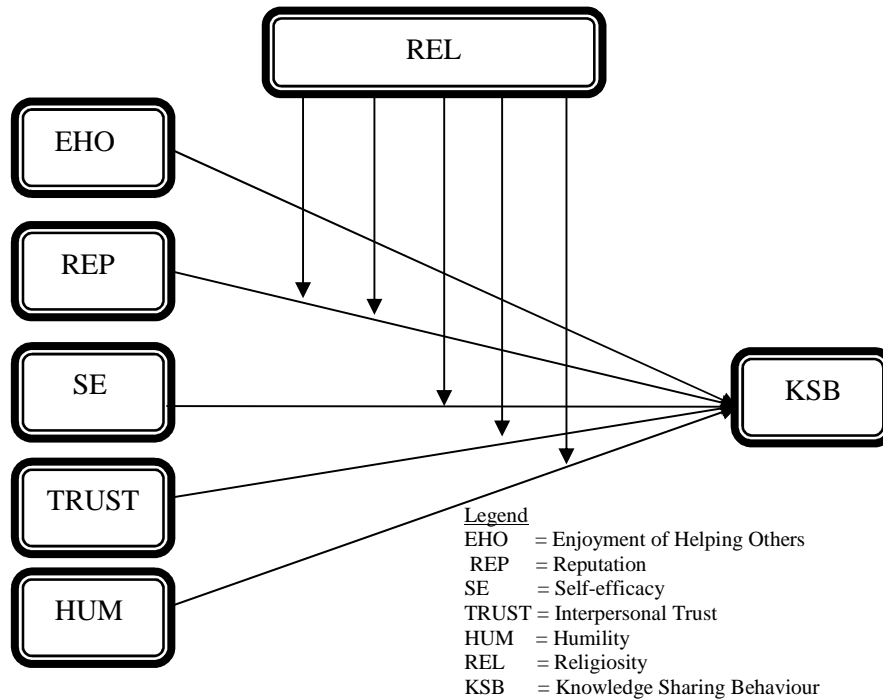 REL
EHO
REP
SE
KSB
TRUST
HUM
Legend
EHO = Enjoyment of Helping Others
REP = Reputation
SE = Self-efficacy
TRUST = Interpersonal Trust
HUM = Humility
REL = Religiosity
KSB = Knowledge Sharing Behaviour